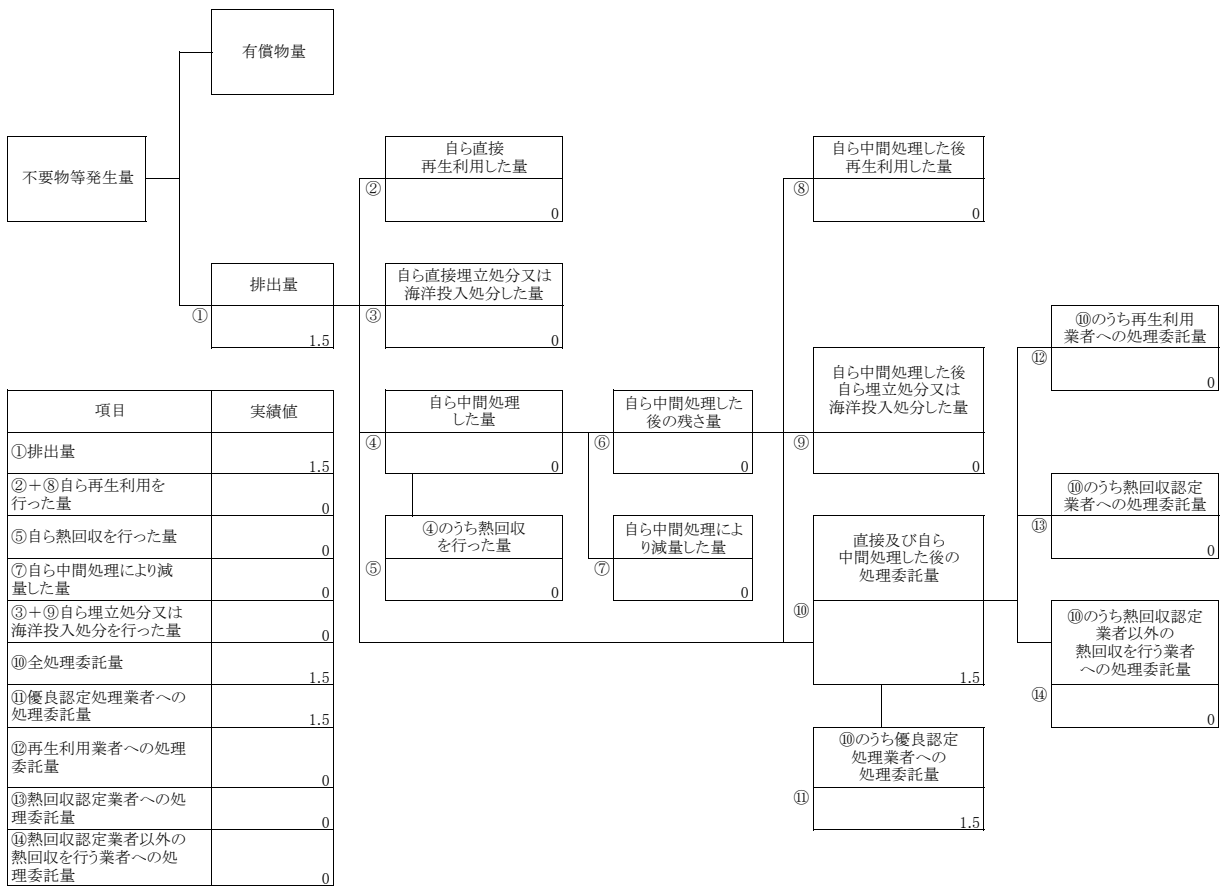 有償物量
不要物等発生量
自ら直接
再生利用した量
②
0
自ら中間処理した後
再生利用した量
⑧
0
排出量
①
1.5
自ら直接埋立処分又は
海洋投入処分した量
③
0
⑩のうち再生利用
業者への処理委託量
⑫
0
自ら中間処理
した量
④
0
自ら中間処理した
後の残さ量
⑥
0
自ら中間処理した後
自ら埋立処分又は
海洋投入処分した量
⑨
0
⑩のうち熱回収認定
業者への処理委託量
⑬
0
④のうち熱回収
を行った量
⑤
0
自ら中間処理によ
り減量した量
⑦
0
直接及び自ら
中間処理した後の
処理委託量
⑩
1.5
⑩のうち熱回収認定
業者以外の
熱回収を行う業者
への処理委託量
⑭
0
⑩のうち優良認定
処理業者への
処理委託量
⑪
1.5
項目 実績値
①排出量
1.5
②+⑧自ら再生利用を
行った量
0
⑤自ら熱回収を行った量
0
⑦自ら中間処理により減
量した量
0
③+⑨自ら埋立処分又は
海洋投入処分を行った量
0
⑩全処理委託量
1.5
⑪優良認定処理業者への
処理委託量
1.5
⑫再生利用業者への処理
委託量
0
⑬熱回収認定業者への処
理委託量
0
⑭熱回収認定業者以外の
熱回収を行う業者への処
理委託量
0